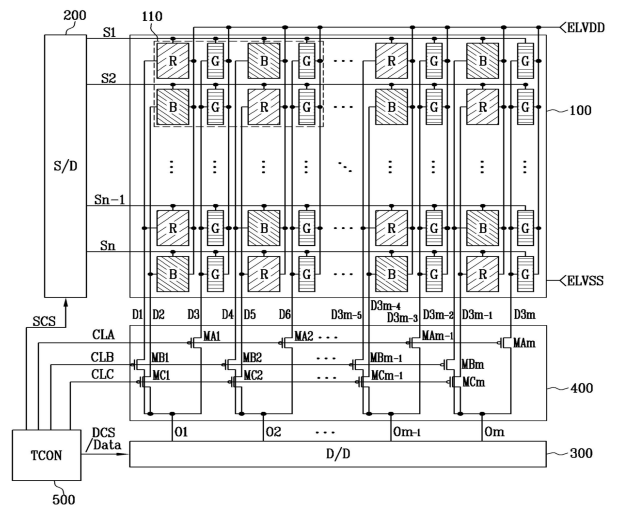 200
110
S1
ELVDD
R G B G ... R G B G
S2
B G R G ... B G R G
100
S/D
Sn-1
R G B G ... R G B G
Sn
B G R G ... B G R G
ELVSS
D1 D2 D3 D4 D5 D6 D3m-5 D3m-4 D3m-3 D3m-2 D3m-1 D3m
SCS
CLA MA1 MA2 ... MAm-1 MAm
CLB MB1 MB2 ... MBm-1 MBm
CLC MC1 MC2 ... MCm-1 MCm
400
DCS
/Data
O1 O2 ... Om-1 Om
TCON
D/D
300
500